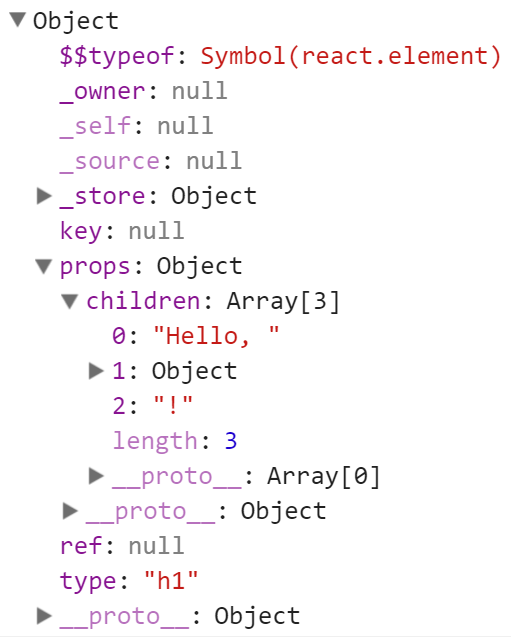 Object
$$typeof: Symbol(react.element)
_owner: null
_self: null
_source: null
_store: Object
key: null
props: Object
children: Array[3]
0: "Hello, "
1: Object
2: "!"
length: 3
__proto__: Array[0]
__proto__: Object
ref: null
type: "h1"
__proto__: Object